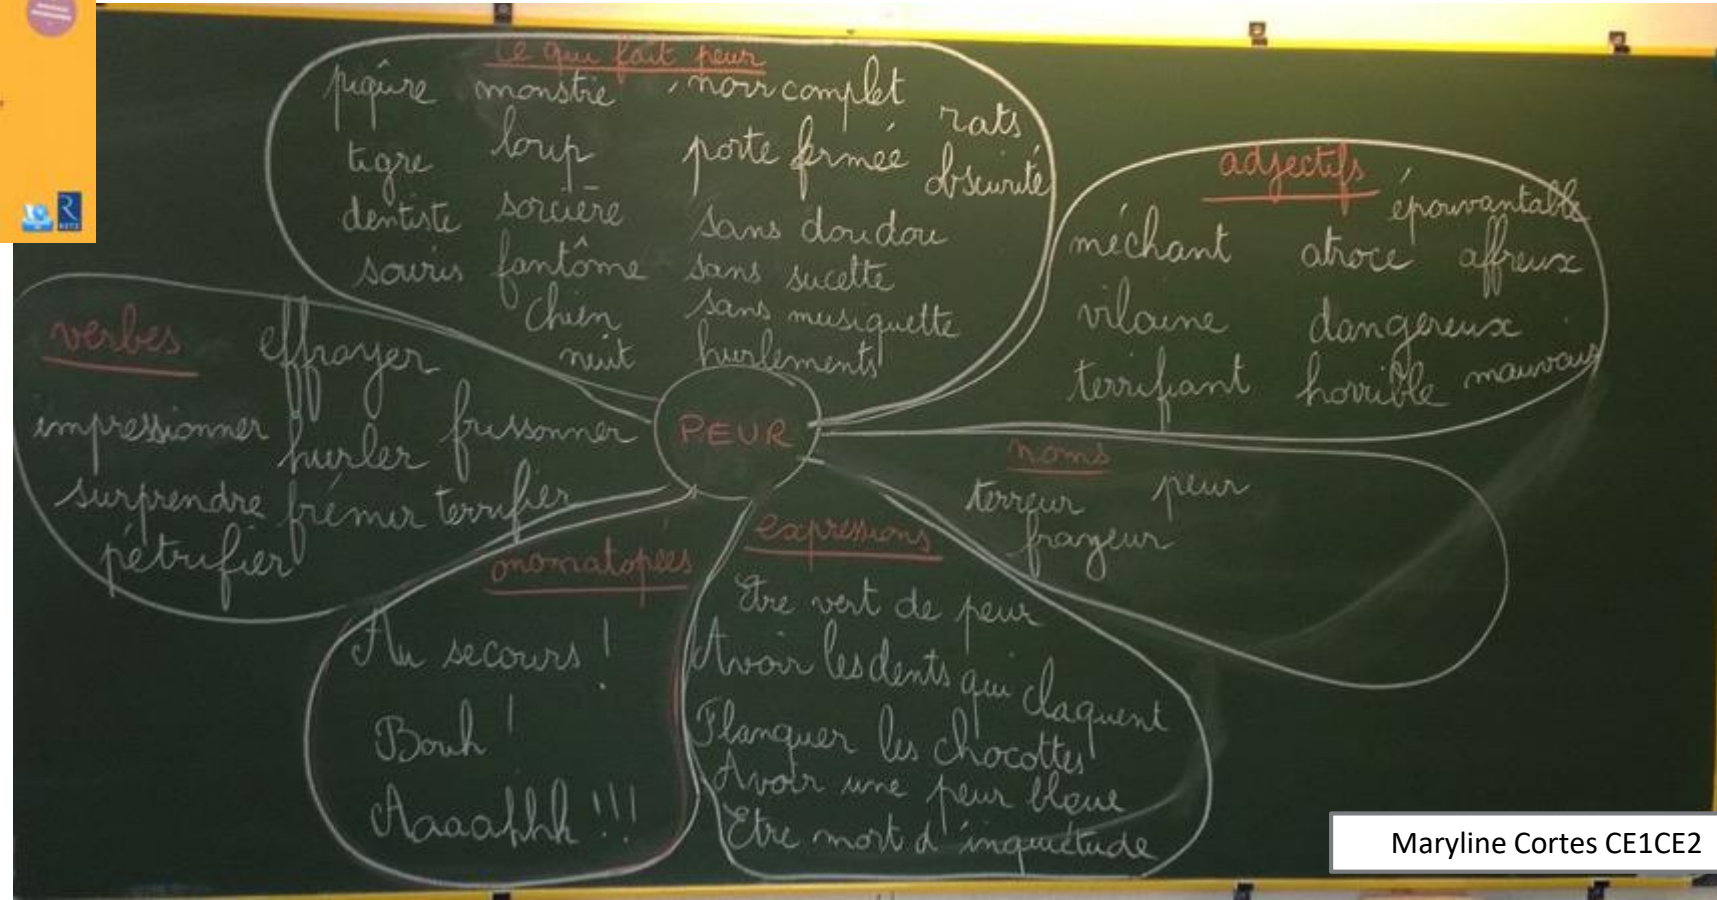 Ce qui fait peur
piqûre monstre noir complet
rats
tigre loup porte fermée obscurité
dentiste sorcière sans doudou
souris fantôme sans sucette
chien sans musiquette
nuit hurlements
adjectifs
épouvantable
méchant atroce affreux
vilaine dangereux
terrifiant horrible mauvais
verbes effrayer
impressionner hurler frissonner
surprendre frémir terrifier
pétrifier
PEUR
noms
terreur peur
frayeur
onomatopées
Au secours !
Bouh !
Aaaahhh !!!
expressions
Etre vert de peur
Avoir les dents qui claquent
Flanquer les chocottes
Avoir une peur bleue
Etre mort d'inquiétude
RETZ
Maryline Cortes CE1CE2